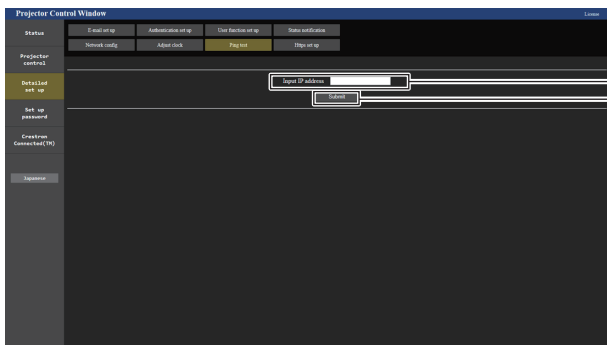 Projector Control Window
License
Status
E-mail set up
Authentication set up
User function set up
Status notification
Network config
Adjust clock
Ping test
Https set up
Projector control
Detailed set up
Input IP address
Submit
Set up password
Crestron Connected(TM)
Japanese